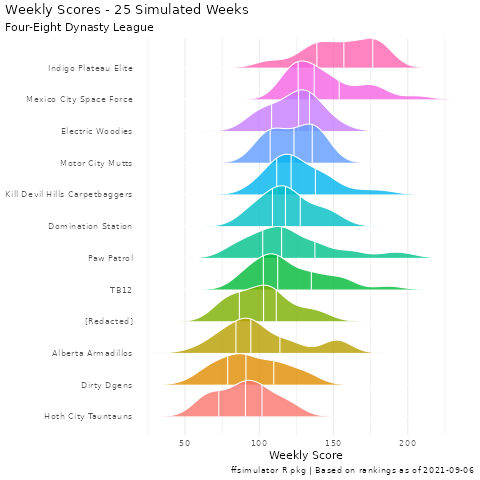 Weekly Scores - 25 Simulated Weeks
Four-Eight Dynasty League
Indigo Plateau Elite
Mexico City Space Force
Electric Woodies
Motor City Mutts
Kill Devil Hills Carpetbaggers
Domination Station
Paw Patrol
TB12
[Redacted]
Alberta Armadillos
Dirty Dgens
Hoth City Tauntauns
50 100 150 200
Weekly Score
ffsimulator R pkg | Based on rankings as of 2021-09-06